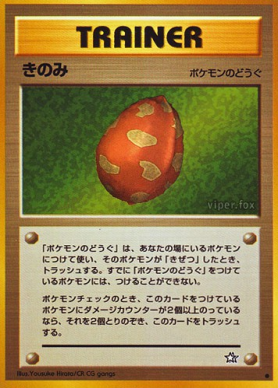 TRAINER
きのみ
ポケモンのどうぐ
viper.fox
「ポケモンのどうぐ」は、あなたの場にいるポケモン
につけて使い、そのポケモンが「きぜつ」したとき、
トラッシュする。すでに「ポケモンのどうぐ」をつけて
いるポケモンには、つけることができない。
ポケモンチェックのとき、このカードをつけている
ポケモンにダメージカウンターが2個以上のってい
るなら、それを2個とりのぞき、このカードをトラッシュ
する。
Illus.Yousuke Hirata/CR CG gangs